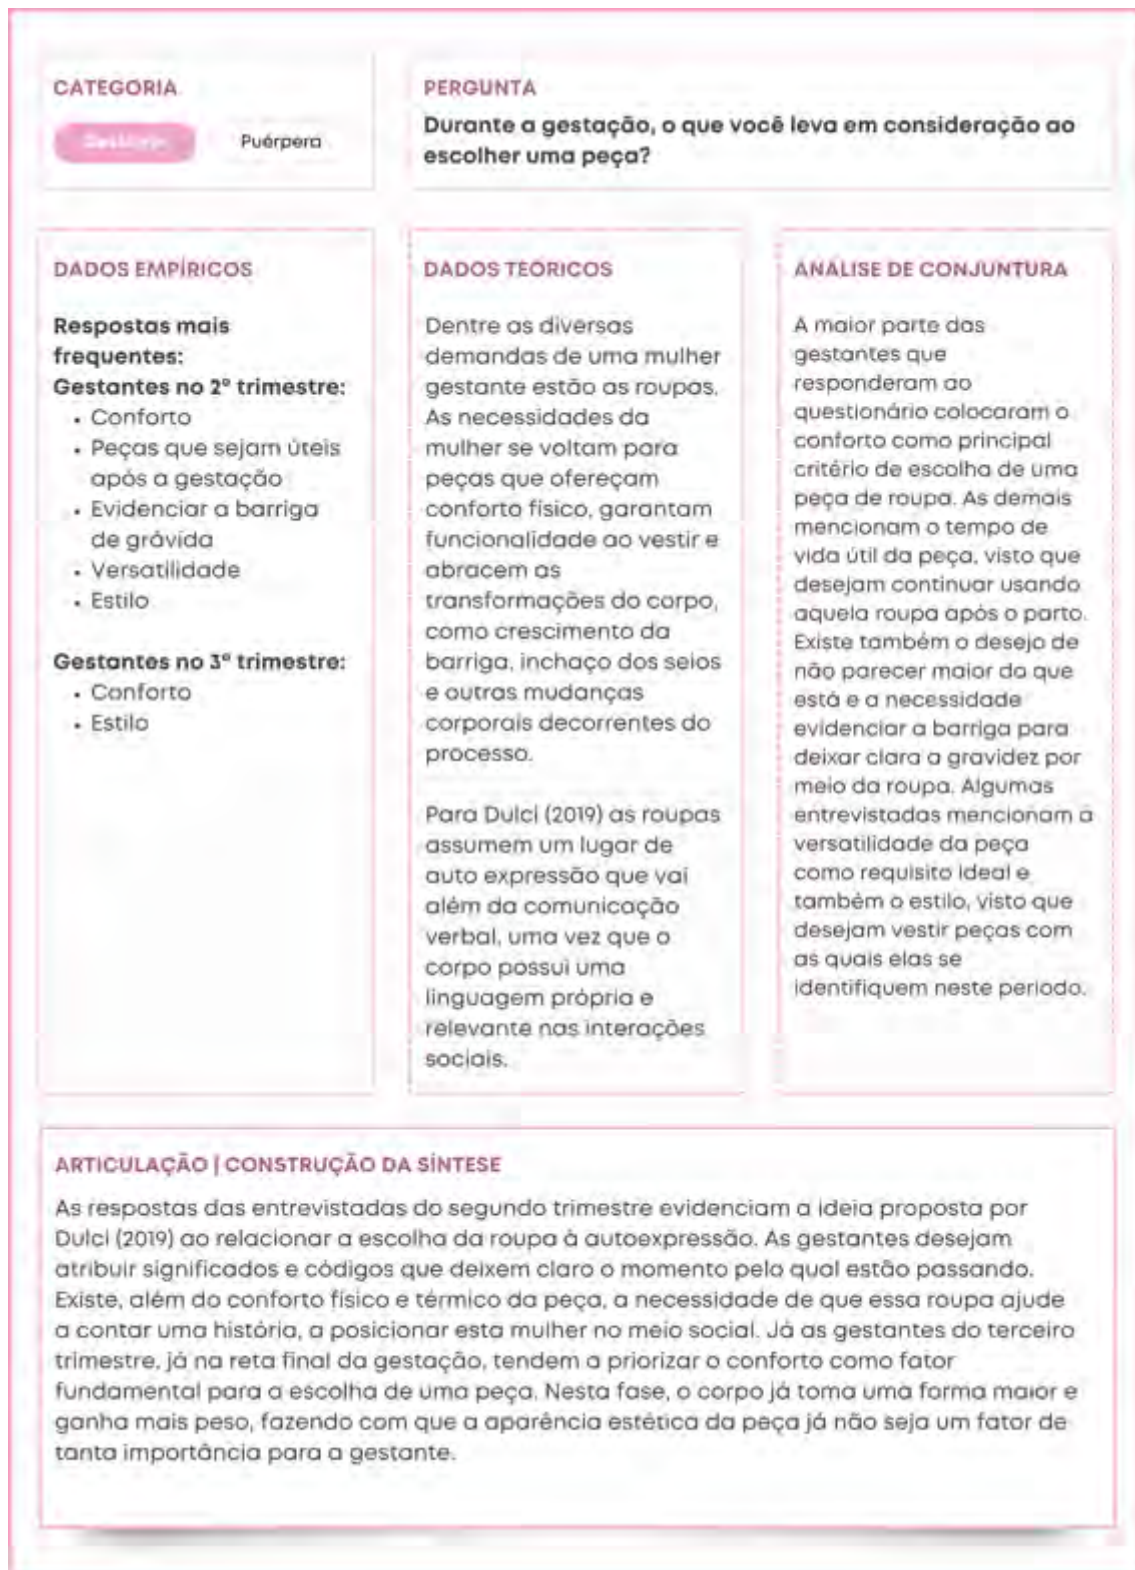 CATEGORIA
Puérpera
PERGUNTA
Durante a gestação, o que você leva em consideração ao
escolher uma peça?
DADOS EMPÍRICOS
Respostas mais
frequentes:
Gestantes no 2º trimestre:
• Conforto
• Peças que sejam úteis
após a gestação
• Evidenciar a barriga
de grávida
• Versatilidade
• Estilo
Gestantes no 3º trimestre:
• Conforto
• Estilo
DADOS TEÓRICOS
Dentre as diversas
demandas de uma mulher
gestante estão as roupas.
As necessidades da
mulher se voltam para
peças que ofereçam
conforto físico, garantam
funcionalidade ao vestir e
abracem as
transformações do corpo,
como crescimento da
barriga, inchaço dos seios
e outras mudanças
corporais decorrentes do
processo.
Para Dulci (2019) as roupas
assumem um lugar de
auto expressão que vai
além da comunicação
verbal, uma vez que o
corpo possui uma
linguagem própria e
relevante nas interações
sociais.
ANÁLISE DE CONJUNTURA
A maior parte das
gestantes que
responderam ao
questionário colocaram o
conforto como principal
critério de escolha de uma
peça de roupa. As demais
mencionam o tempo de
vida útil da peça, visto que
desejam continuar usando
aquela roupa após o parto.
Existe também o desejo de
não parecer maior do que
está e a necessidade
evidenciar a barriga para
deixar clara a gravidez por
meio da roupa. Algumas
entrevistadas mencionam a
versatilidade da peça
como requisito ideal e
também o estilo, visto que
desejam vestir peças com
as quais elas se
identifiquem neste período.
ARTICULAÇÃO | CONSTRUÇÃO DA SÍNTESE
As respostas das entrevistadas do segundo trimestre evidenciam a ideia proposta por
Dulci (2019) ao relacionar a escolha da roupa à autoexpressão. As gestantes desejam
atribuir significados e códigos que deixem claro o momento pelo qual estão passando.
Existe, além do conforto físico e térmico da peça, a necessidade de que essa roupa ajude
a contar uma história, a posicionar esta mulher no meio social. Já as gestantes do terceiro
trimestre, já na reta final da gestação, tendem a priorizar o conforto como fator
fundamental para a escolha de uma peça. Nesta fase, o corpo já toma uma forma maior e
ganha mais peso, fazendo com que a aparência estética da peça já não seja um fator de
tanta importância para a gestante.